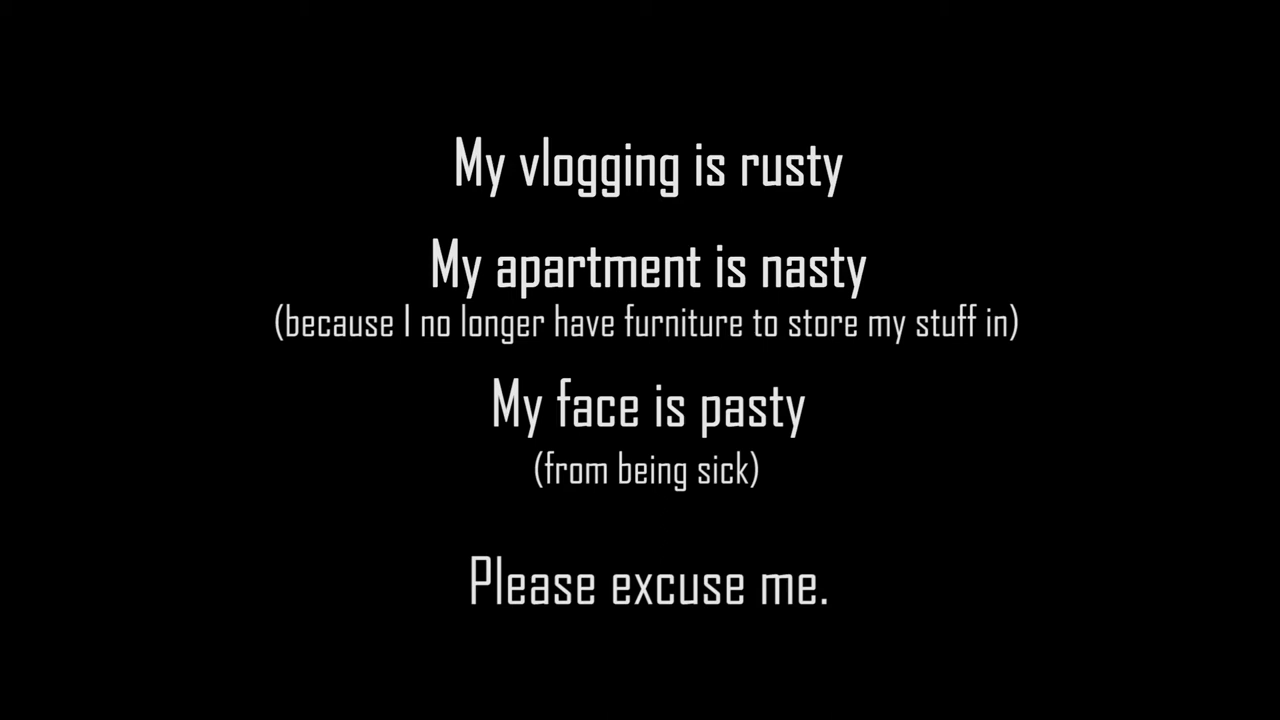 My vlogging is rusty
My apartment is nasty
(because I no longer have furniture to store my stuff in)
My face is pasty
(from being sick)
Please excuse me.